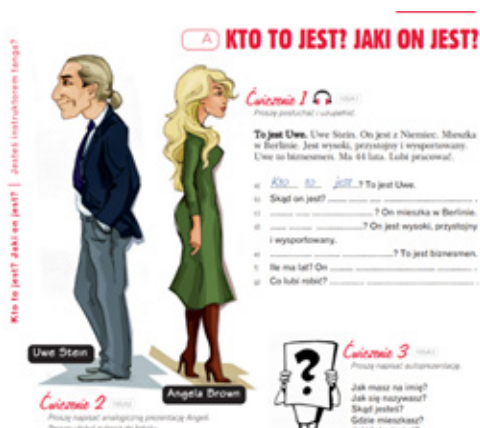 A KTO TO JEST? JAKI ON JEST?
Kto to jest? Jaki on jest? | Jesteś instruktorem tanga?
Ćwiczenie 1
Proszę posłuchać i uzupełnić.
To jest Uwe. Uwe Stein. On jest z Niemiec. Mieszka
w Berlinie. Jest wysoki, przystojny i wysportowany.
Uwe to biznesmen. Ma 44 lata. Lubi pracować.
a) Kto to jest ? To jest Uwe.
b) Skąd on jest?
c) ? On mieszka w Berlinie.
d) ? On jest wysoki, przystojny
i wysportowany.
e) ? To jest biznesmen.
f) Ile ma lat? On
g) Co lubi robić?
Uwe Stein
Angela Brown
Ćwiczenie 2
Proszę napisać analogiczną prezentację Angeli.
Ćwiczenie 3
Proszę napisać autoprezentację.
?
Jak masz na imię?
Jak się nazywasz?
Skąd jesteś?
Gdzie mieszkasz?